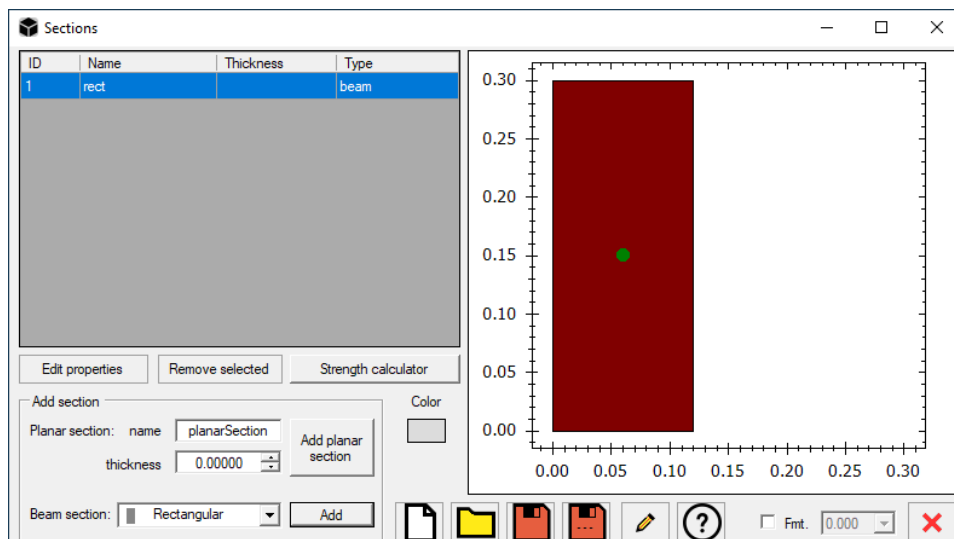 Sections
ID Name Thickness Type
1 rect beam
Edit properties Remove selected Strength calculator
Add section
Planar section: name planarSection
thickness 0.00000
Add planar
section
Beam section: Rectangular Add
Color
0.30
0.25
0.20
0.15
0.10
0.05
0.00
0.00 0.05 0.10 0.15 0.20 0.25 0.30
? Fmt. 0.000